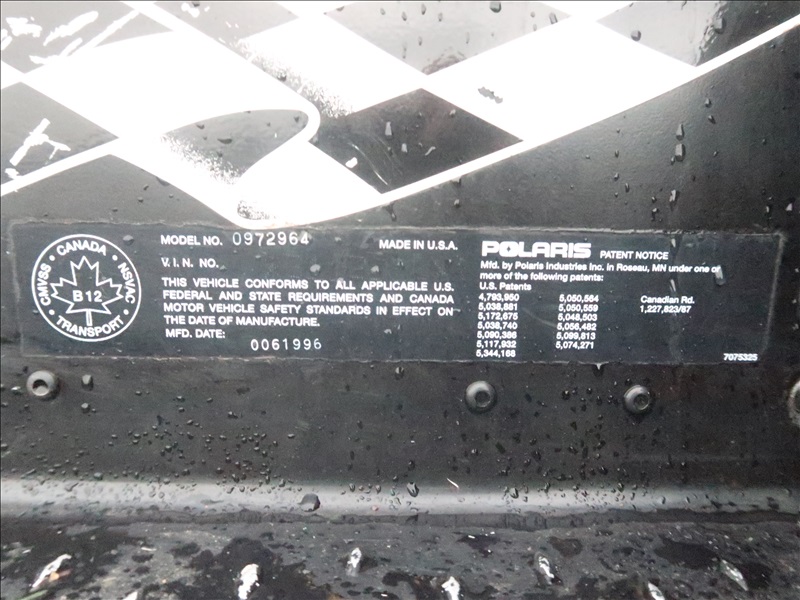 CANADA
CMVSS
NSVAC
B12
TRANSPORT
MODEL NO. 0972964
MADE IN U.S.A.
V.I.N. NO.
THIS VEHICLE CONFORMS TO ALL APPLICABLE U.S.
FEDERAL AND STATE REQUIREMENTS AND CANADA
MOTOR VEHICLE SAFETY STANDARDS IN EFFECT ON
THE DATE OF MANUFACTURE.
MFD. DATE:
0061996
POLARIS PATENT NOTICE
Mfd. by Polaris Industries Inc. in Roseau, MN under one or
more of the following patents:
U.S. Patents
4,793,950 5,050,564 Canadian Rd.
5,038,881 5,050,559 1,227,823/87
5,172,675 5,048,503
5,038,740 5,056,482
5,090,386 5,099,813
5,117,932 5,074,271
5,344,168
7075325